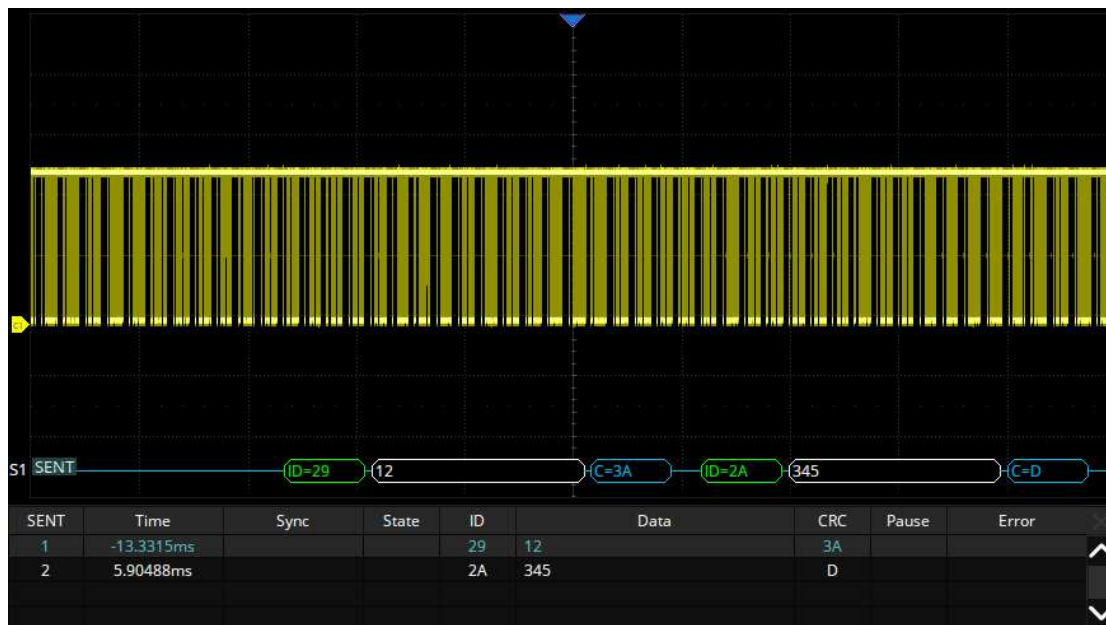 C1
S1 SENT ID=29 12 C=3A ID=2A 345 C=D
SENT Time Sync State ID Data CRC Pause Error
1 -13.3315ms 29 12 3A
2 5.90488ms 2A 345 D